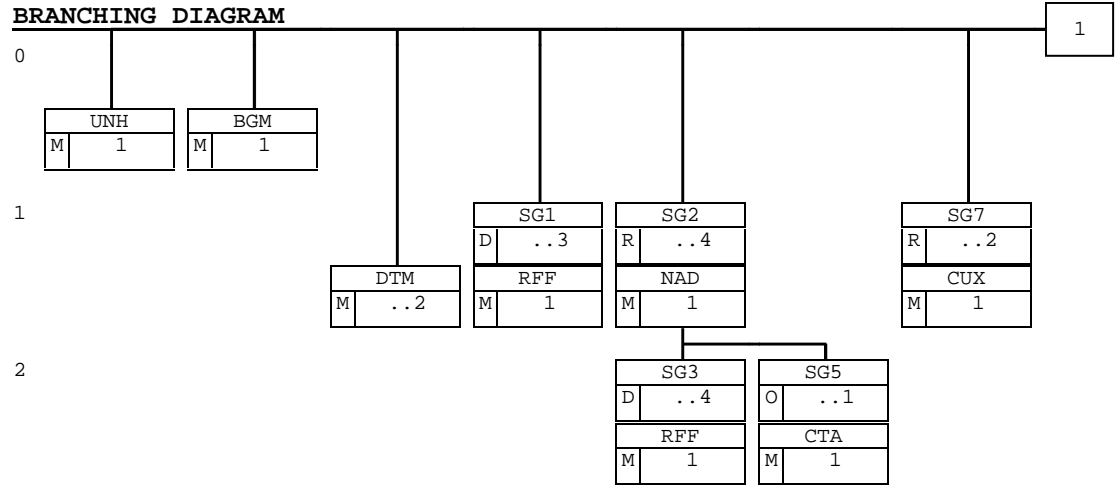 BRANCHING DIAGRAM
1
0
UNH BGM
M 1 M 1
1
SG1 SG2 SG7
D ..3 R ..4 R ..2
DTM RFF NAD CUX
M ..2 M 1 M 1 M 1
2
SG3 SG5
D ..4 O ..1
RFF CTA
M 1 M 1